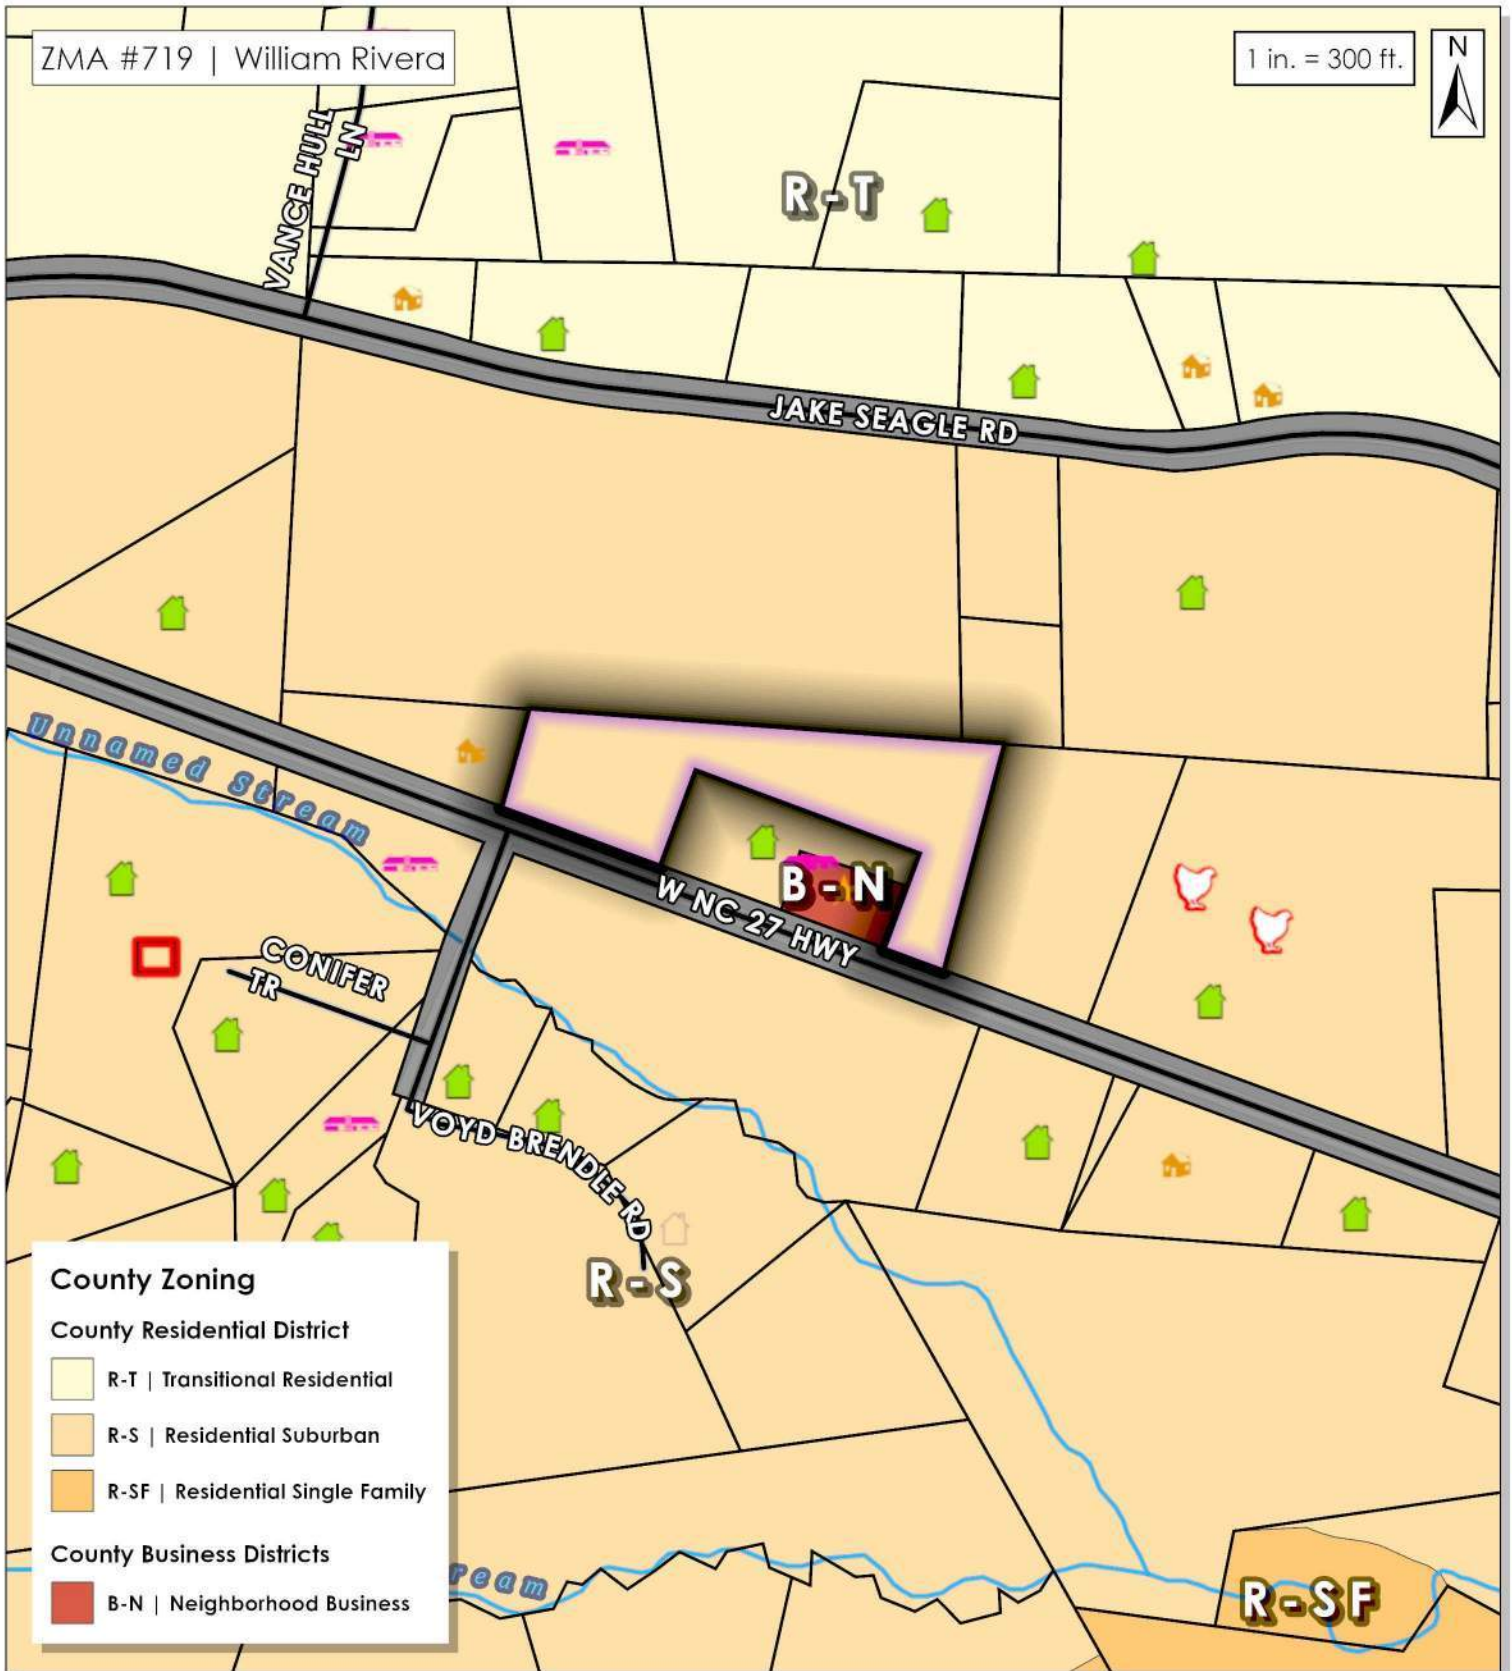 ZMA #719 | William Rivera
1 in. = 300 ft.
N
VANCE HULL
LN
R-T
JAKE SEAGLE RD
Unnamed Stream
B-N
W NC 27 HWY
CONIFER
TR
VOYD BRENDLE RD
R-S
County Zoning
County Residential District
R-T | Transitional Residential
R-S | Residential Suburban
R-SF | Residential Single Family
County Business Districts
B-N | Neighborhood Business
ream
R-SF